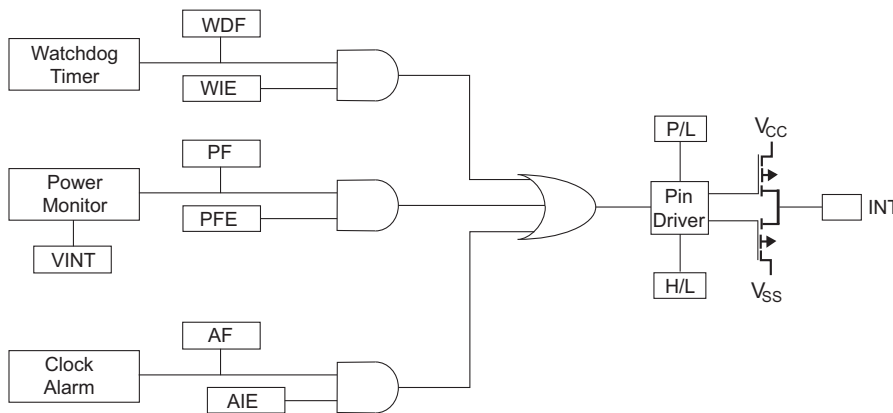 WDF
Watchdog
Timer
WIE
P/L
VCC
PF
Power
Monitor
PFE
Pin
Driver
INT
VINT
H/L
VSS
AF
Clock
Alarm
AIE